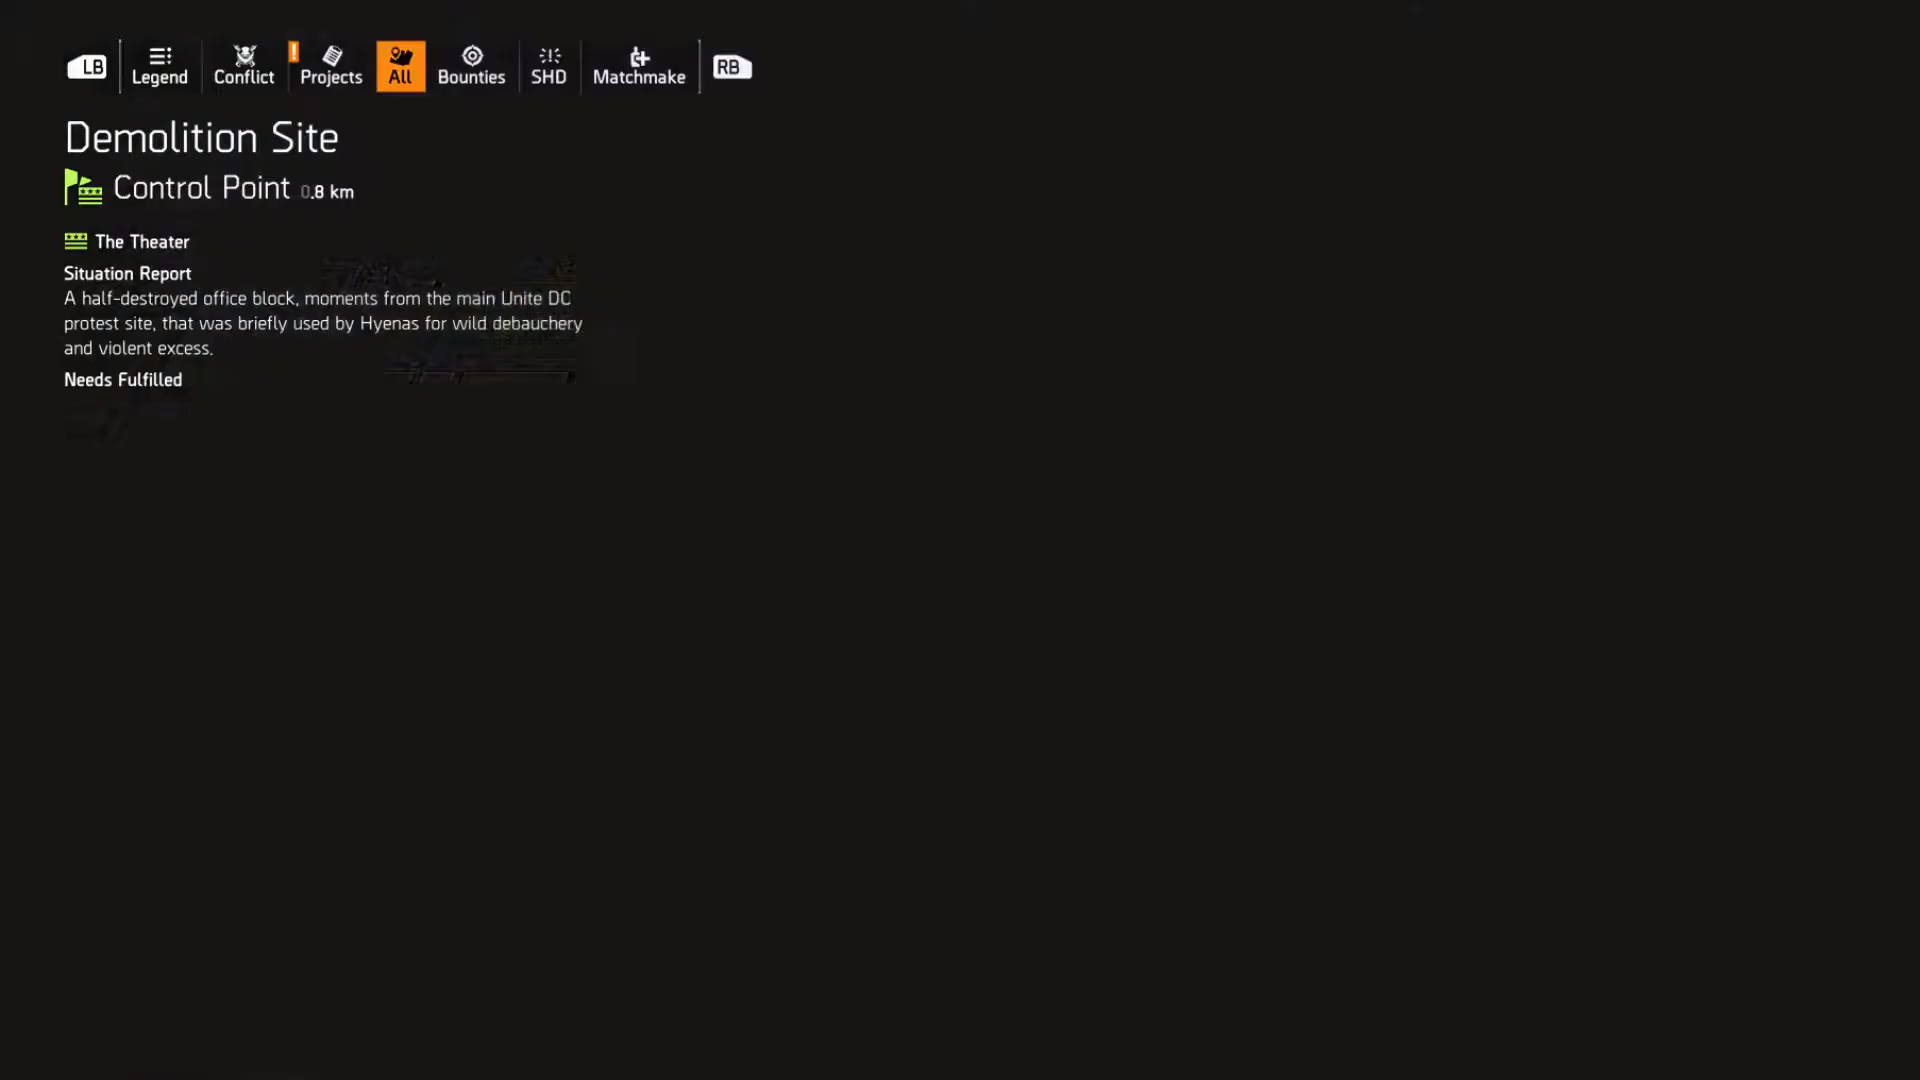 LB
Legend
Conflict
!
Projects
All
Bounties
SHD
Matchmake
RB
Demolition Site
Control Point 0.8 km
The Theater
Situation Report
A half-destroyed office block, moments from the main Unite DC
protest site, that was briefly used by Hyenas for wild debauchery
and violent excess.
Needs Fulfilled